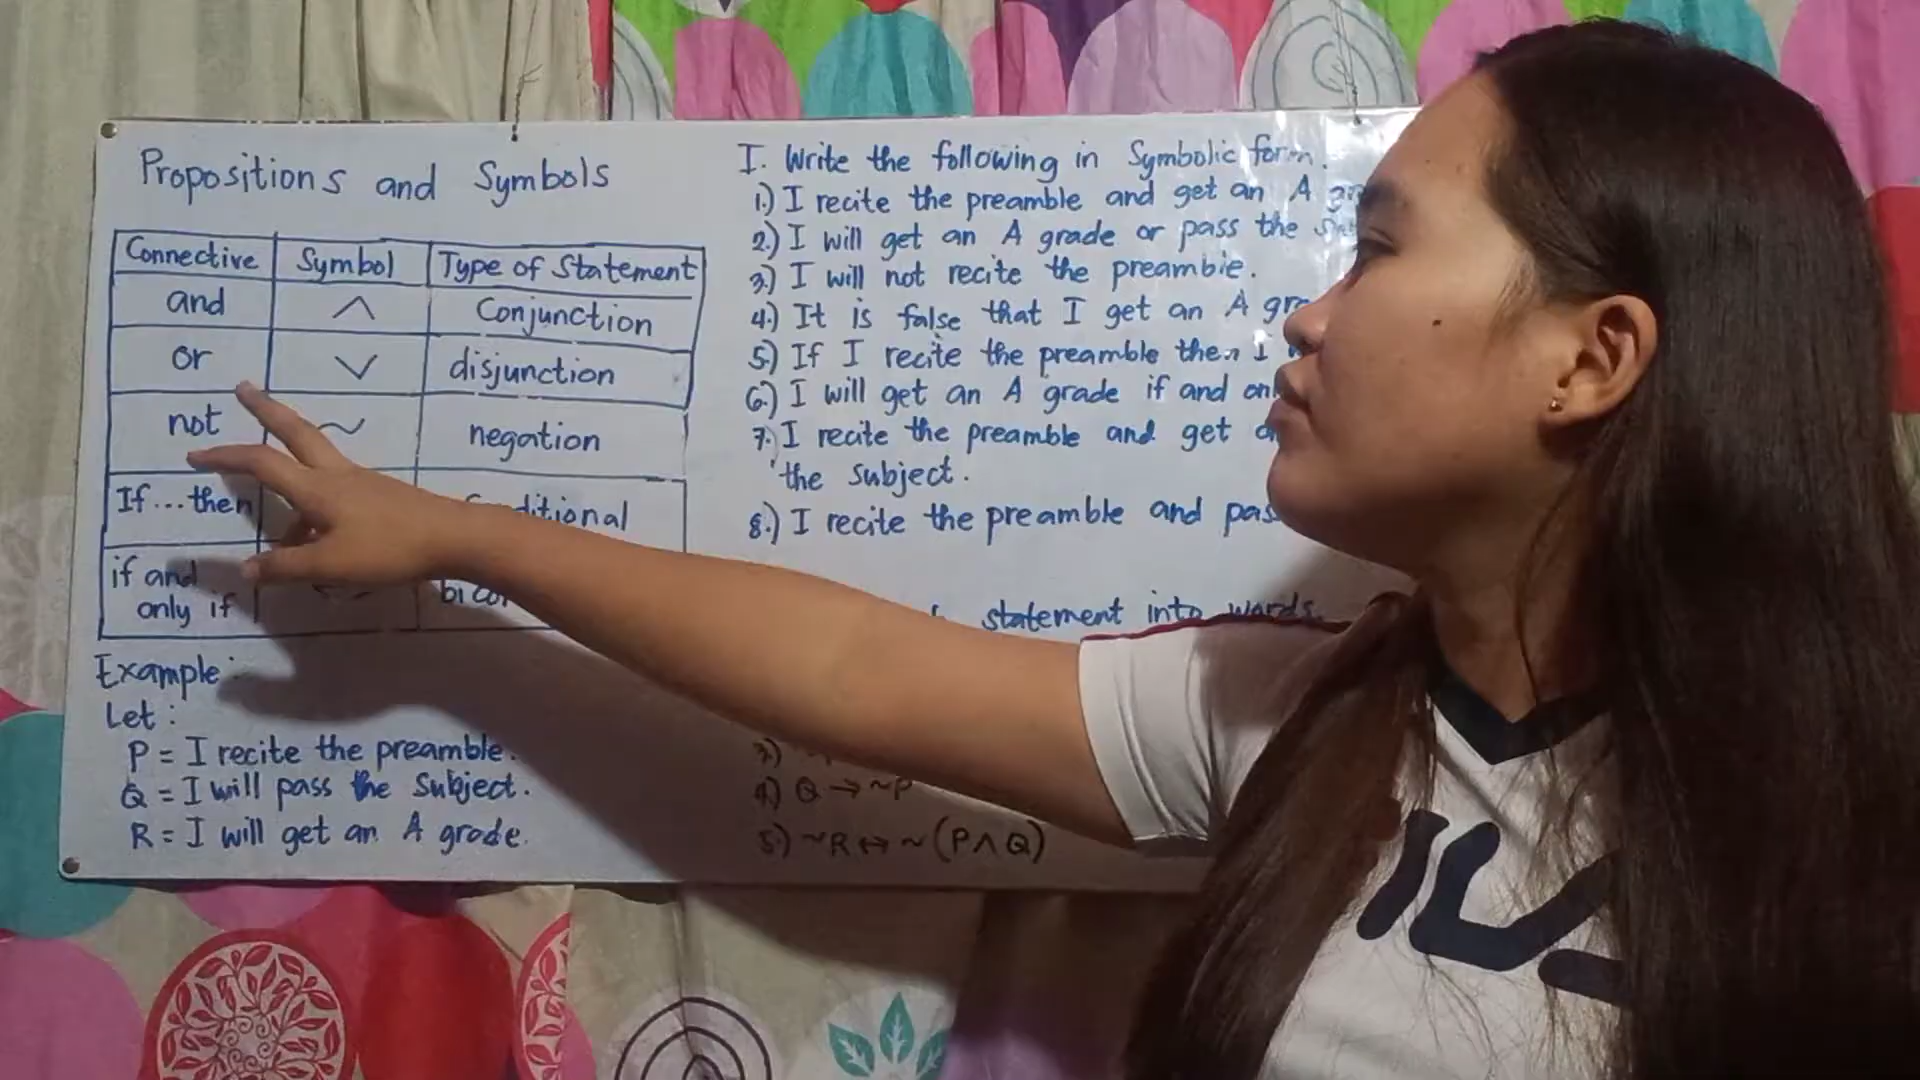 Propositions and Symbols
Connective Symbol Type of Statement
and ∧ Conjunction
or ∨ disjunction
not ~ negation
If...then
if and
only if
Example:
Let:
P = I recite the preamble.
Q = I will pass the Subject.
R = I will get an A grade.
I. Write the following in Symbolic form.
1.) I recite the preamble and get an A
2.) I will get an A grade or pass the
3.) I will not recite the preamble.
4.) It is false that I get an A
5.) If I recite the preamble then I
6.) I will get an A grade if and
7.) I recite the preamble and get
the subject.
8.) I recite the preamble and
statement into words.
3.)
4.) Q → ~P
5.) ~R ↔ ~(P ∧ Q)